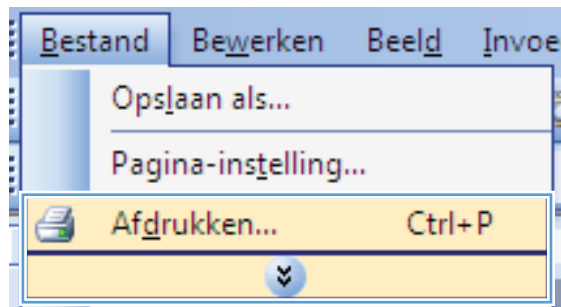 Bestand Bewerken Beeld Invoe
Opslaan als...
Pagina-instelling...
Afdrukken... Ctrl+P